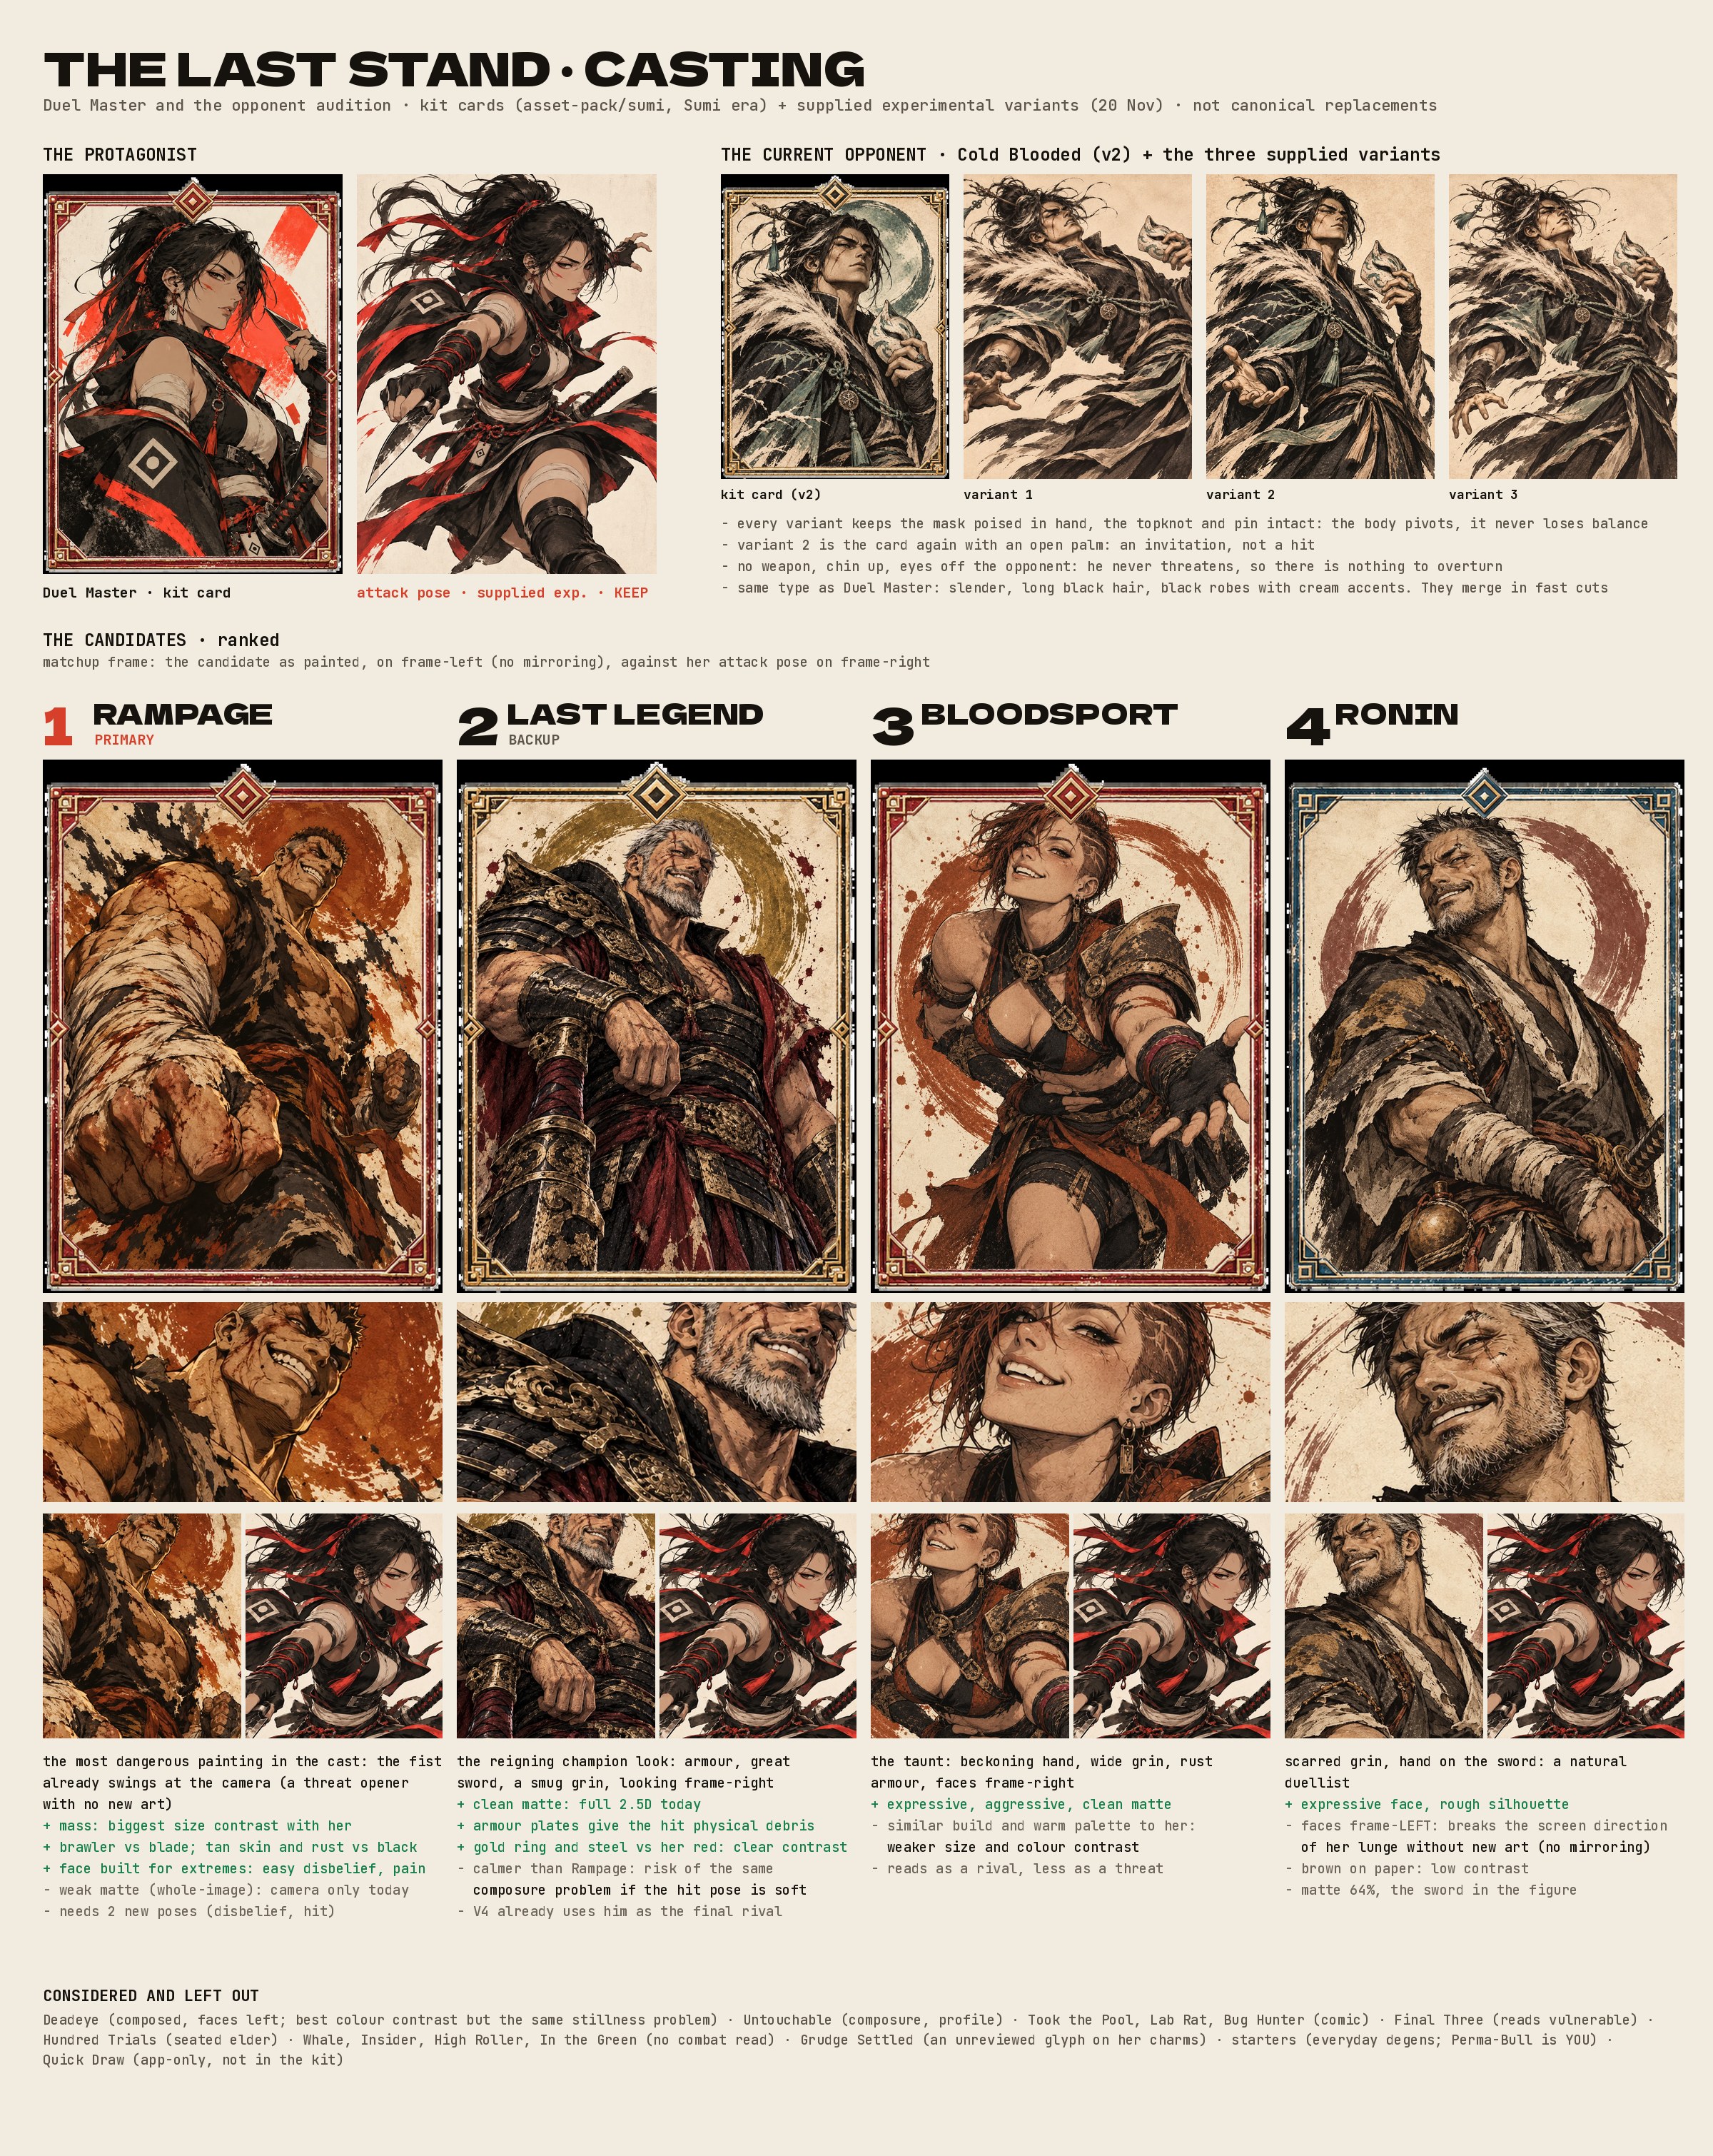 THE LAST STAND · CASTING
Duel Master and the opponent audition · kit cards (asset-pack/sumi, Sumi era) + supplied experimental variants (20 Nov) · not canonical replacements
THE PROTAGONIST
Duel Master · kit card
attack pose · supplied exp. · KEEP
THE CURRENT OPPONENT · Cold Blooded (v2) + the three supplied variants
kit card (v2)
variant 1
variant 2
variant 3
- every variant keeps the mask poised in hand, the topknot and pin intact: the body pivots, it never loses balance
- variant 2 is the card again with an open palm: an invitation, not a hit
- no weapon, chin up, eyes off the opponent: he never threatens, so there is nothing to overturn
- same type as Duel Master: slender, long black hair, black robes with cream accents. They merge in fast cuts
THE CANDIDATES · ranked
matchup frame: the candidate as painted, on frame-left (no mirroring), against her attack pose on frame-right
1 RAMPAGE
PRIMARY
2 LAST LEGEND
BACKUP
3 BLOODSPORT
4 RONIN
the most dangerous painting in the cast: the fist
already swings at the camera (a threat opener
with no new art)
+ mass: biggest size contrast with her
+ brawler vs blade; tan skin and rust vs black
+ face built for extremes: easy disbelief, pain
- weak matte (whole-image): camera only today
- needs 2 new poses (disbelief, hit)
the reigning champion look: armour, great
sword, a smug grin, looking frame-right
+ clean matte: full 2.5D today
+ armour plates give the hit physical debris
+ gold ring and steel vs her red: clear contrast
- calmer than Rampage: risk of the same
composure problem if the hit pose is soft
- V4 already uses him as the final rival
the taunt: beckoning hand, wide grin, rust
armour, faces frame-right
+ expressive, aggressive, clean matte
- similar build and warm palette to her:
weaker size and colour contrast
- reads as a rival, less as a threat
scarred grin, hand on the sword: a natural
duellist
+ expressive face, rough silhouette
- faces frame-LEFT: breaks the screen direction
of her lunge without new art (no mirroring)
- brown on paper: low contrast
- matte 64%, the sword in the figure
CONSIDERED AND LEFT OUT
Deadeye (composed, faces left; best colour contrast but the same stillness problem) · Untouchable (composure, profile) · Took the Pool, Lab Rat, Bug Hunter (comic) · Final Three (reads vulnerable) ·
Hundred Trials (seated elder) · Whale, Insider, High Roller, In the Green (no combat read) · Grudge Settled (an unreviewed glyph on her charms) · starters (everyday degens; Perma-Bull is YOU) ·
Quick Draw (app-only, not in the kit)